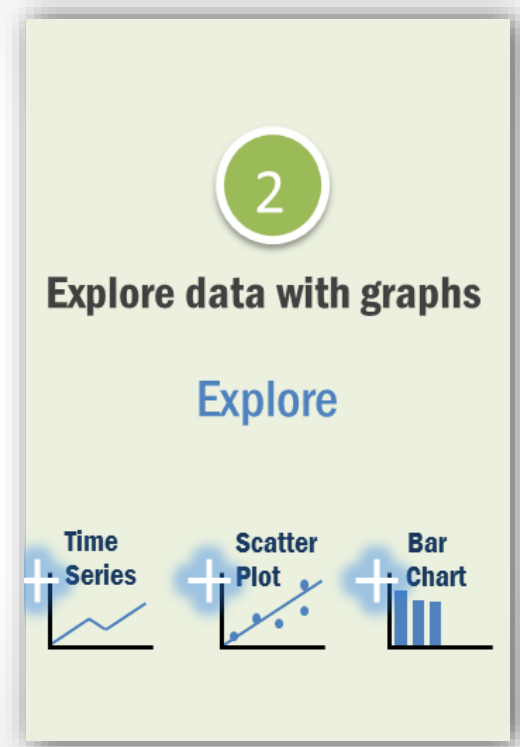 2
Explore data with graphs
Explore
Time
Series
Scatter
Plot
Bar
Chart